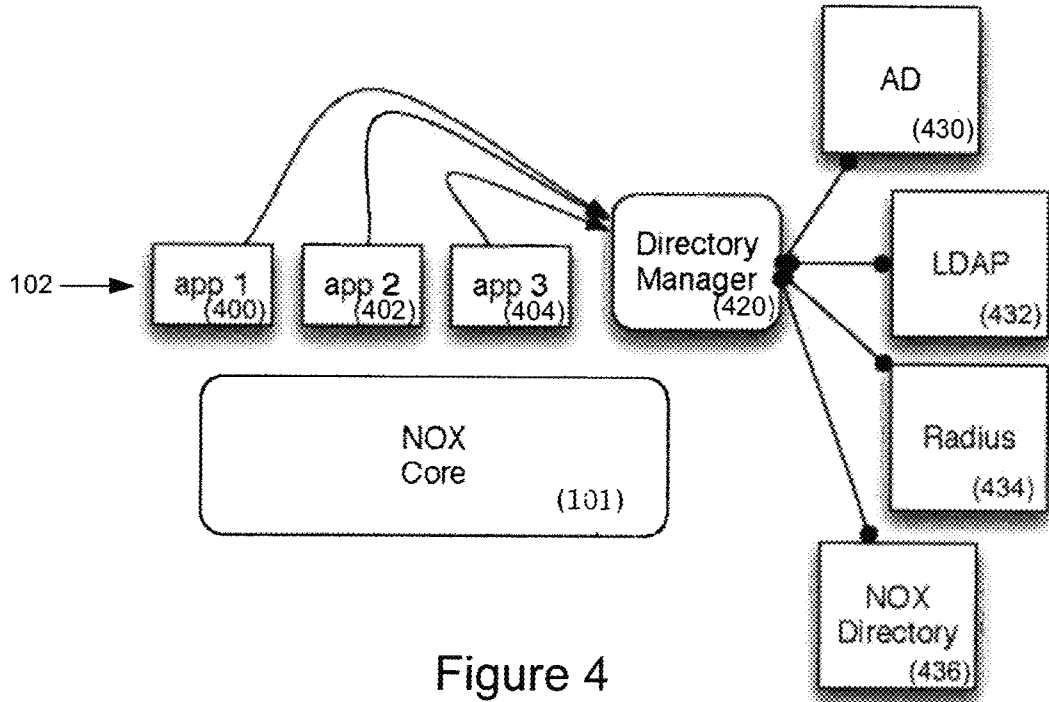 AD
(430)
Directory
Manager
(420)
LDAP
(432)
102
app 1
(400)
app 2
(402)
app 3
(404)
NOX
Core
(101)
Radius
(434)
NOX
Directory
(436)
Figure 4